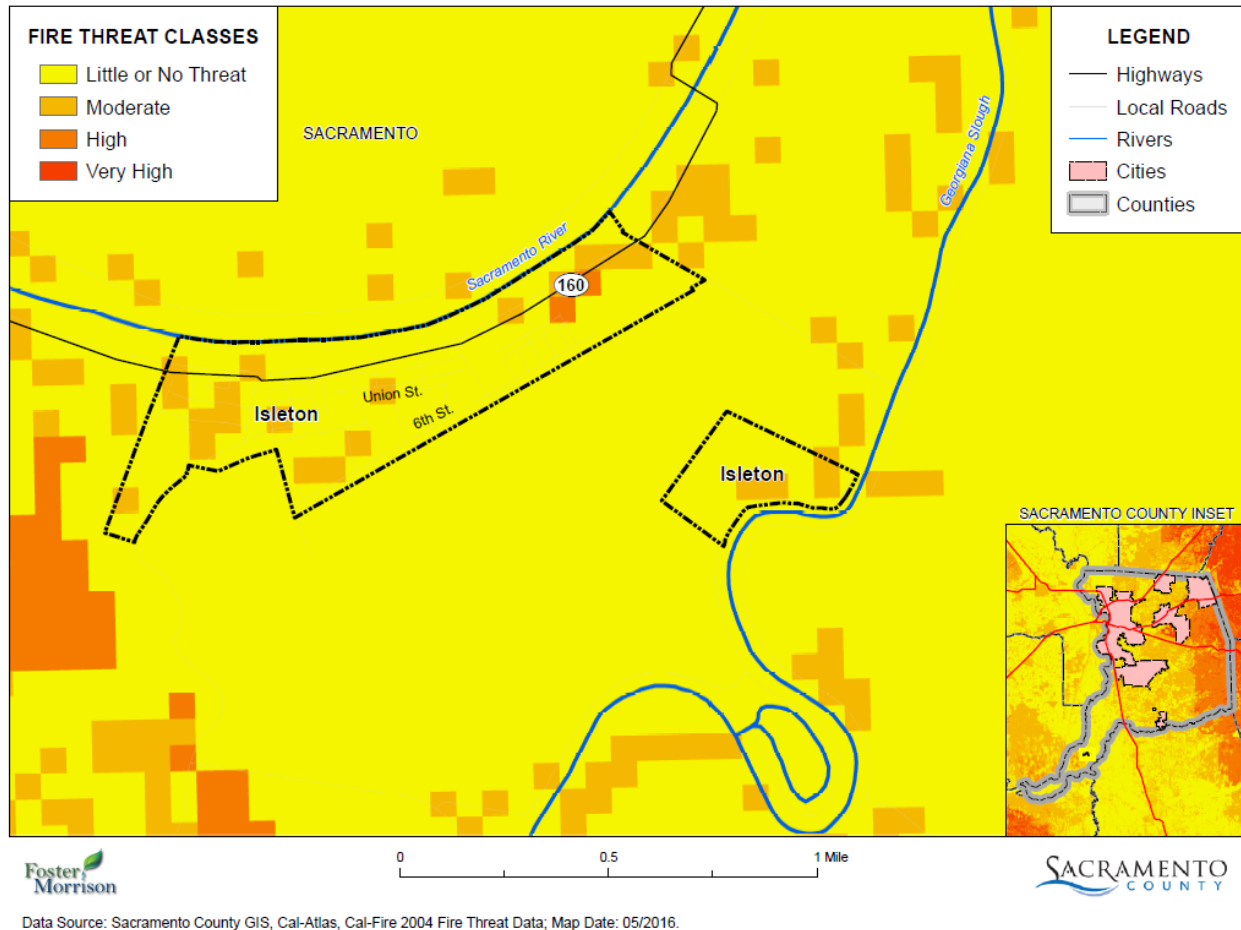 FIRE THREAT CLASSES
Little or No Threat
Moderate
High
Very High
LEGEND
Highways
Local Roads
Rivers
Cities
Counties
SACRAMENTO
Georgiana Slough
Sacramento River
160
Union St.
Isleton
6th St.
Isleton
SACRAMENTO COUNTY INSET
Foster
Morrison
0 0.5 1 Mile
SACRAMENTO
COUNTY
Data Source: Sacramento County GIS, Cal-Atlas, Cal-Fire 2004 Fire Threat Data; Map Date: 05/2016.